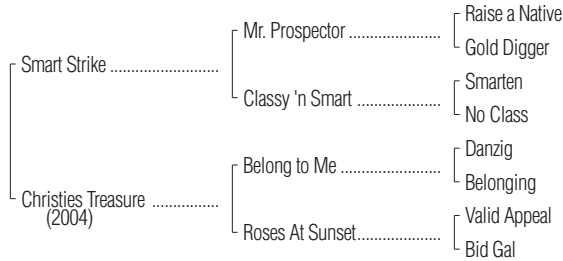 Raise a Native
Mr. Prospector ....................
Gold Digger
Smart Strike ........................
Smarten
Classy 'n Smart ..................
No Class
Danzig
Belong to Me ......................
Belonging
Christies Treasure ................
(2004)
Valid Appeal
Roses At Sunset..................
Bid Gal